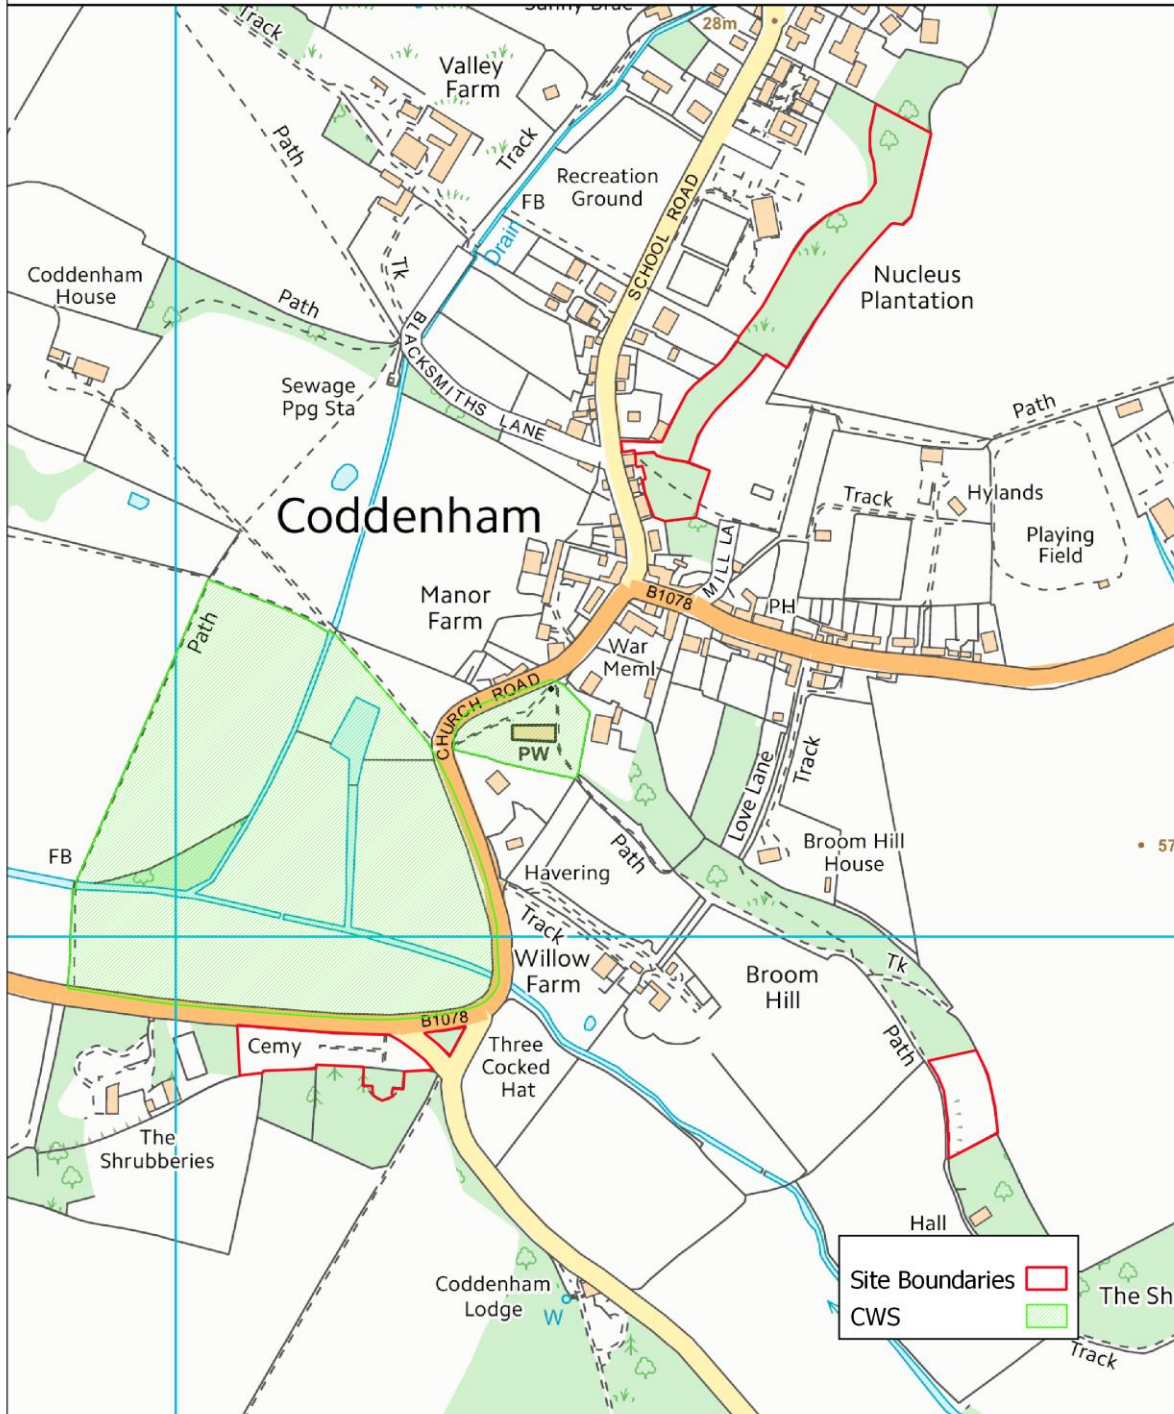 Track
28m
Valley
Farm
Path
Track
Recreation
Ground
FB
Drain
SCHOOL ROAD
Tk
Coddenham
House
Path
Nucleus
Plantation
BLACKSMITHS LANE
Sewage
Ppg Sta
Path
Track
Hylands
Playing
Field
Coddenham
MILL LA
Manor
Farm
B1078
PH
War
Meml
Path
CHURCH ROAD
PW
Love Lane
Track
FB
Path
Broom Hill
House
57
Havering
Track
Willow
Farm
Broom
Hill
Tk
Path
B1078
Cemy
Three
Cocked
Hat
The
Shrubberies
Hall
Coddenham
Lodge
W
Site Boundaries
CWS
The Sh
Track